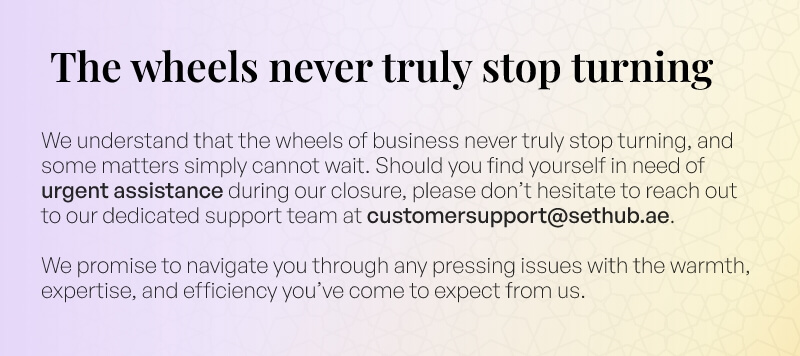 The wheels never truly stop turning
We understand that the wheels of business never truly stop turning, and
some matters simply cannot wait. Should you find yourself in need of
urgent assistance during our closure, please don’t hesitate to reach out
to our dedicated support team at customersupport@sethub.ae.
We promise to navigate you through any pressing issues with the warmth,
expertise, and efficiency you’ve come to expect from us.